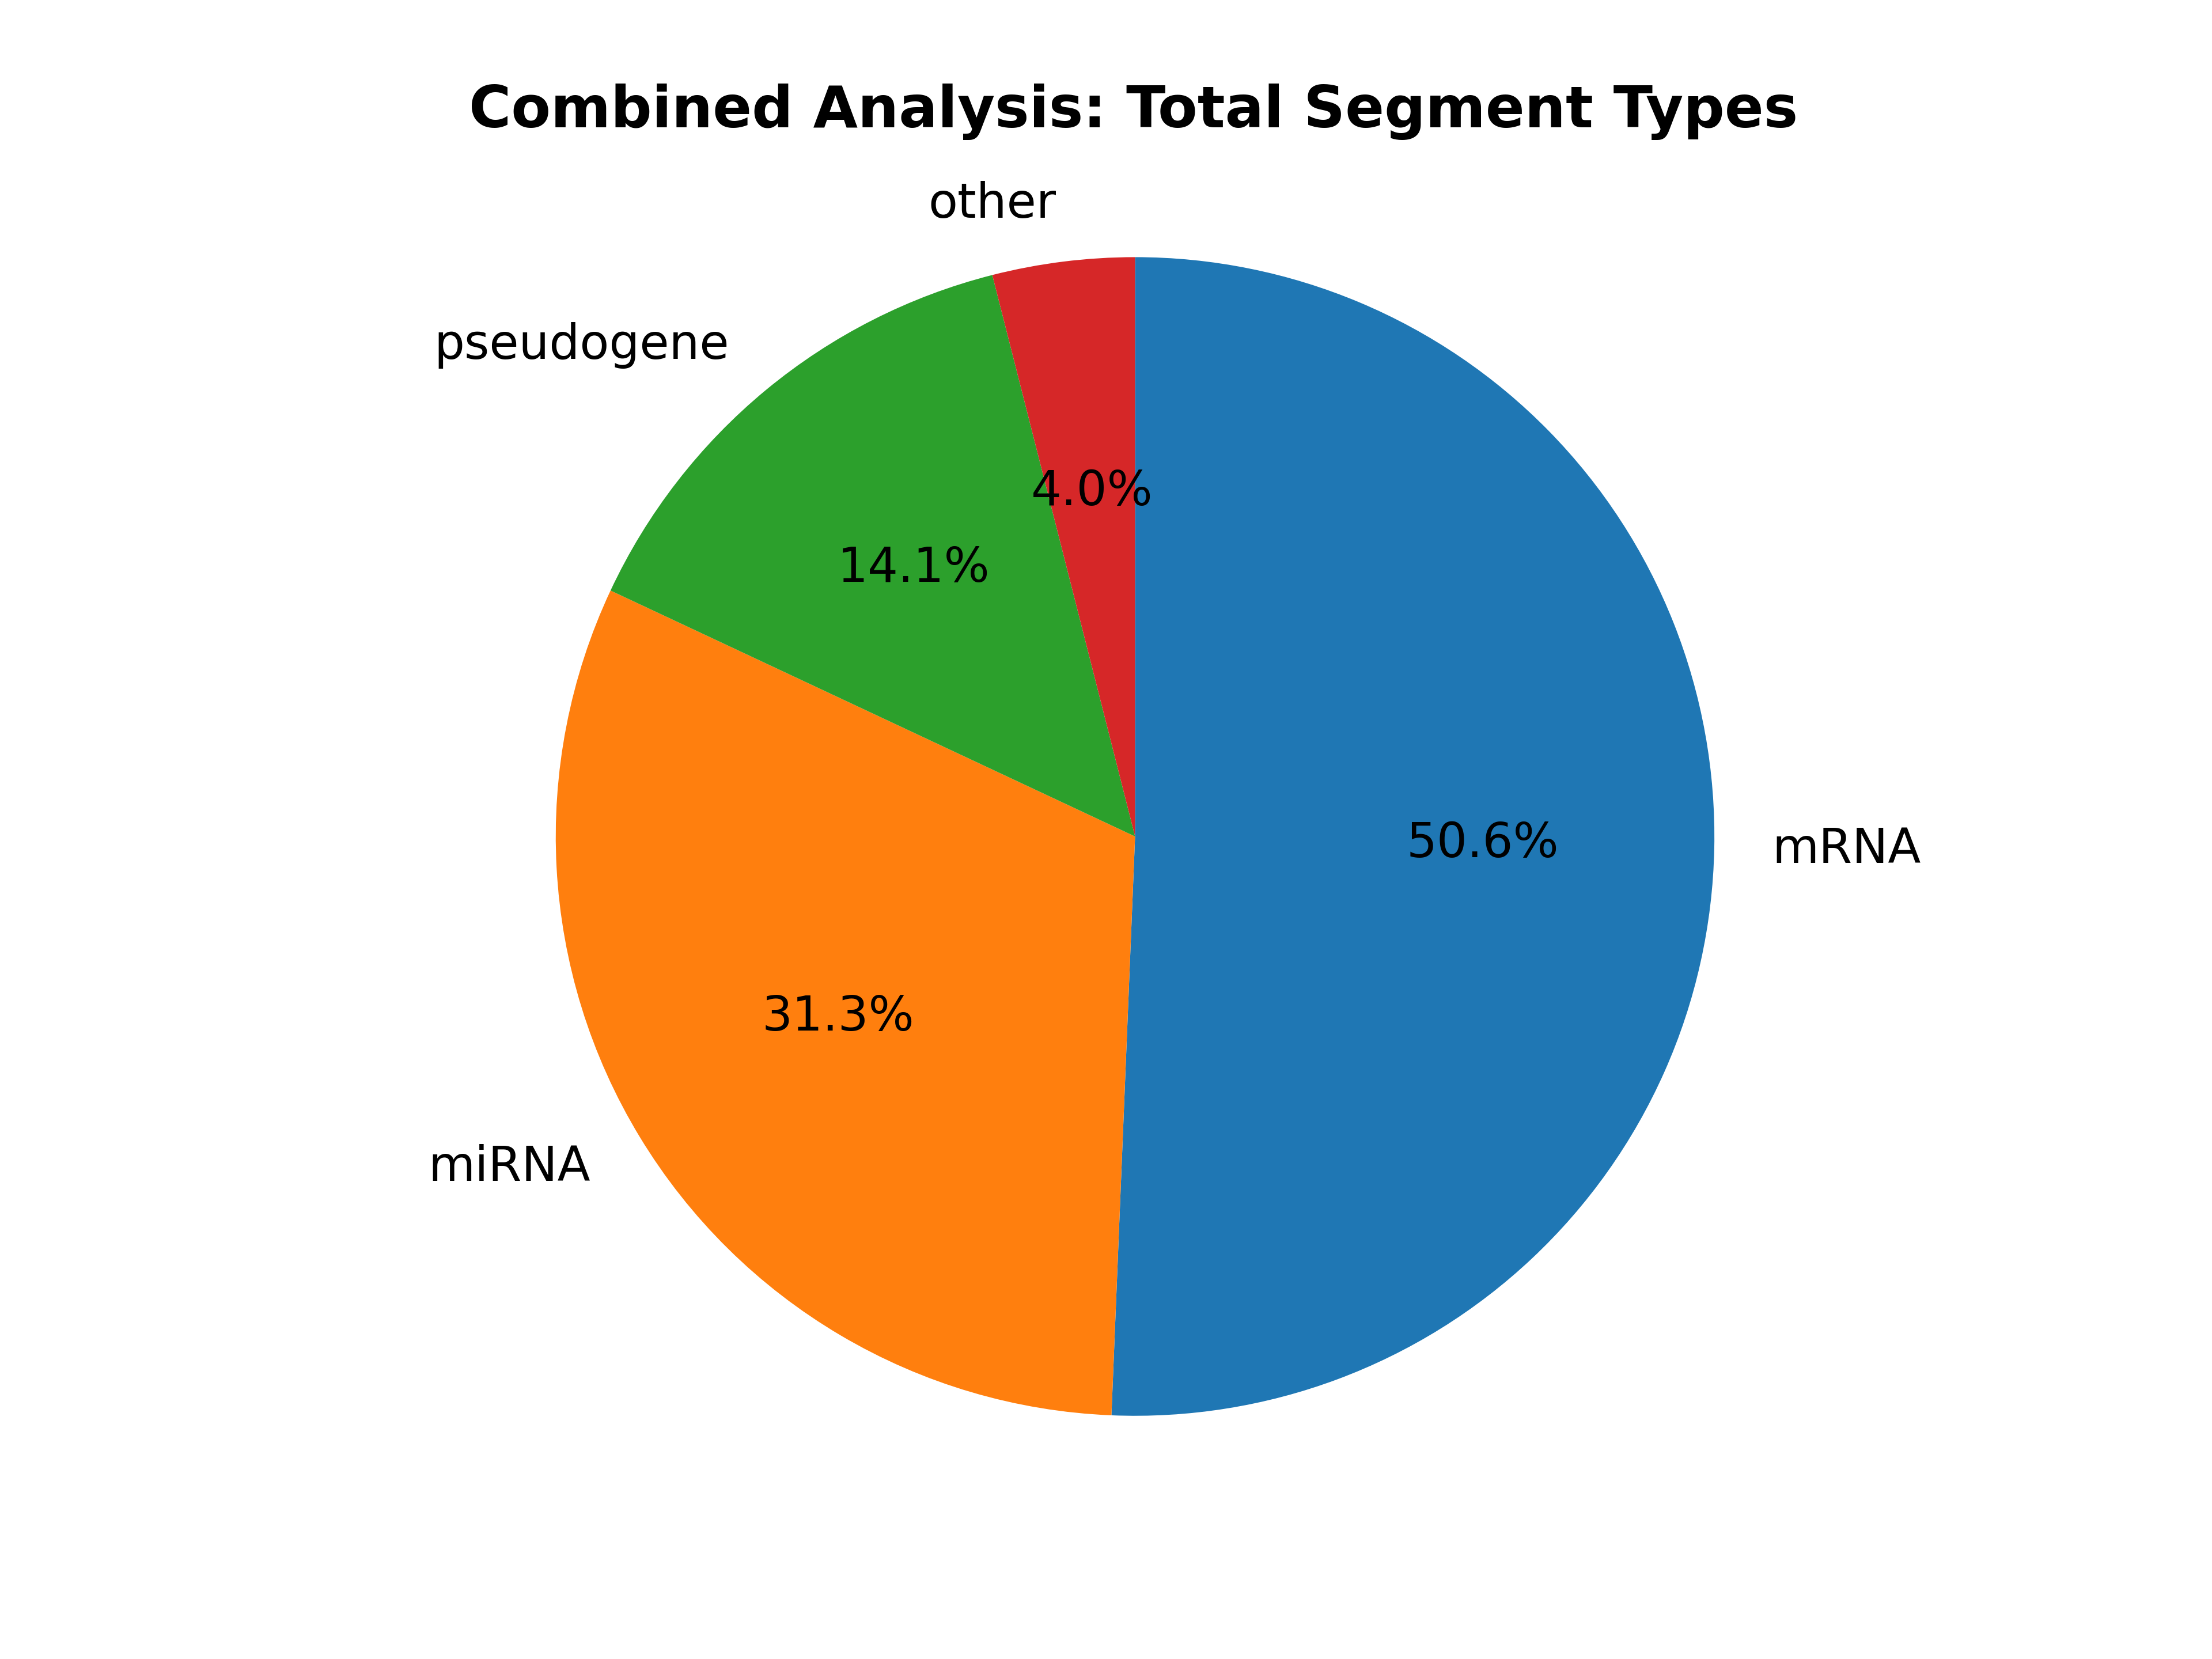 Combined Analysis: Total Segment Types
other
pseudogene
4.0%
14.1%
50.6%
mRNA
31.3%
miRNA